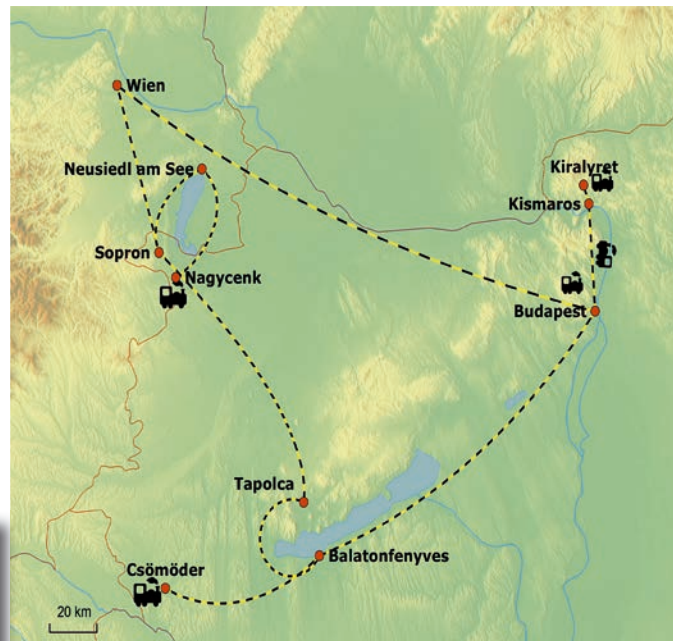 Wien
Neusiedl am See
Kiralyret
Kismaros
Sopron
Nagycenk
Budapest
Tapolca
Balatonfenyves
Csömöder
20 km